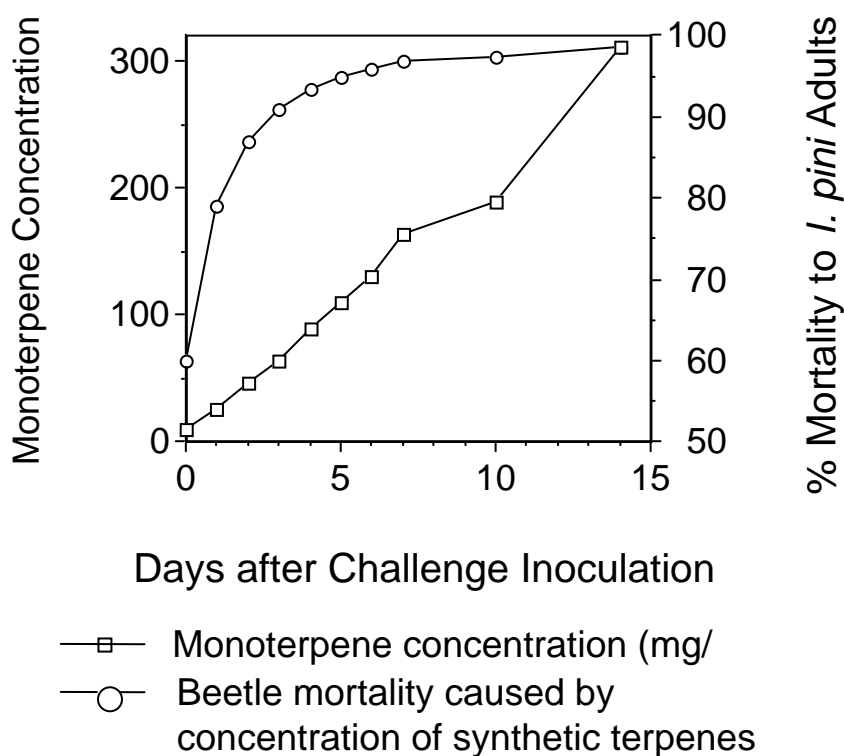 Monoterpene Concentration
300
200
100
0
100
90
80
70
60
50
% Mortality to I. pini Adults
0 5 10 15
Days after Challenge Inoculation
Monoterpene concentration (mg/
Beetle mortality caused by
concentration of synthetic terpenes